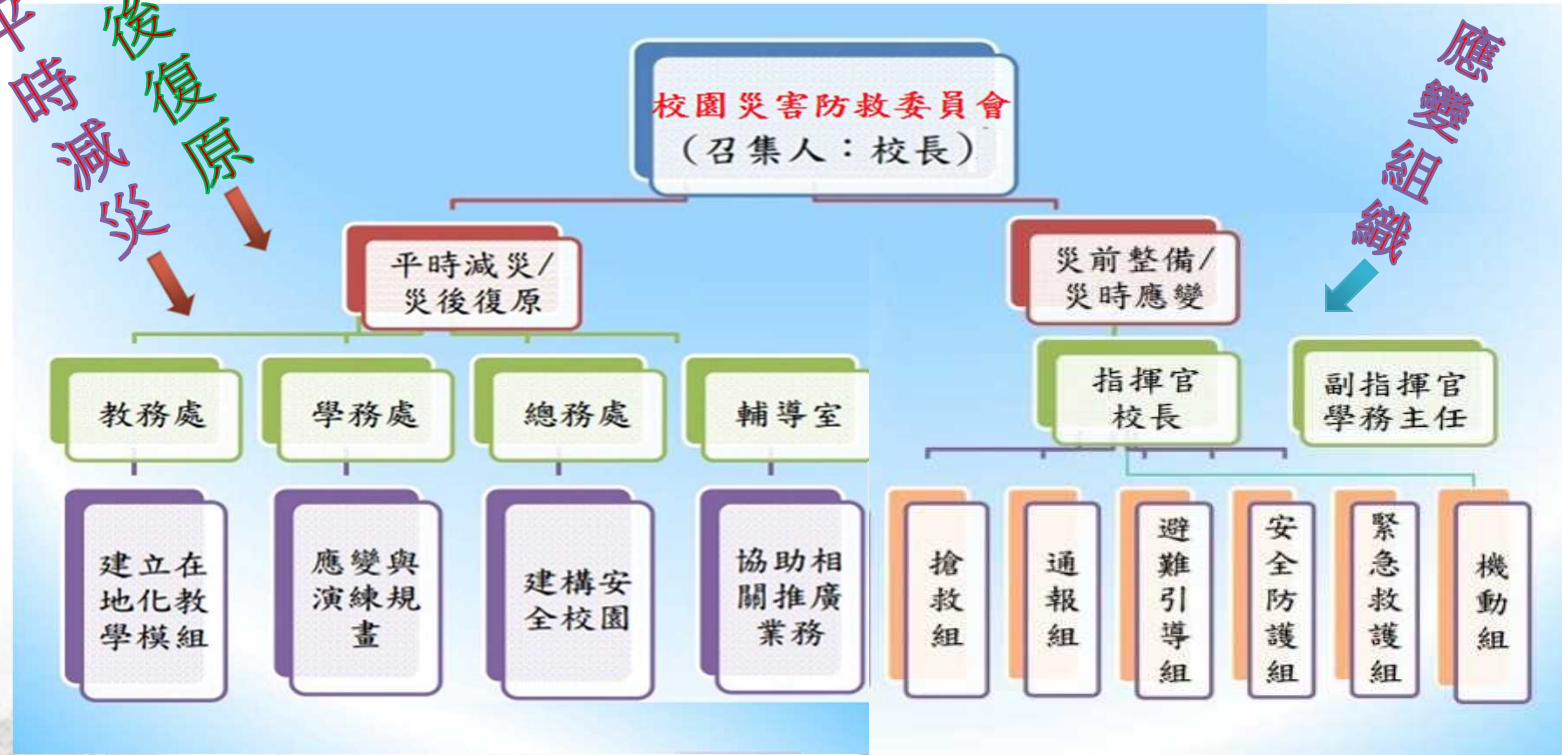 平時減災
後復原
應變組織
校園災害防救委員會
（召集人：校長）
平時減災/
災後復原
災前整備/
災時應變
教務處
學務處
總務處
輔導室
指揮官
校長
副指揮官
學務主任
建立在
地化教
學模組
應變與
演練規
畫
建構安
全校園
協助相
關推廣
業務
搶救組
通報組
避難引導組
安全防護組
緊急救護組
機動組